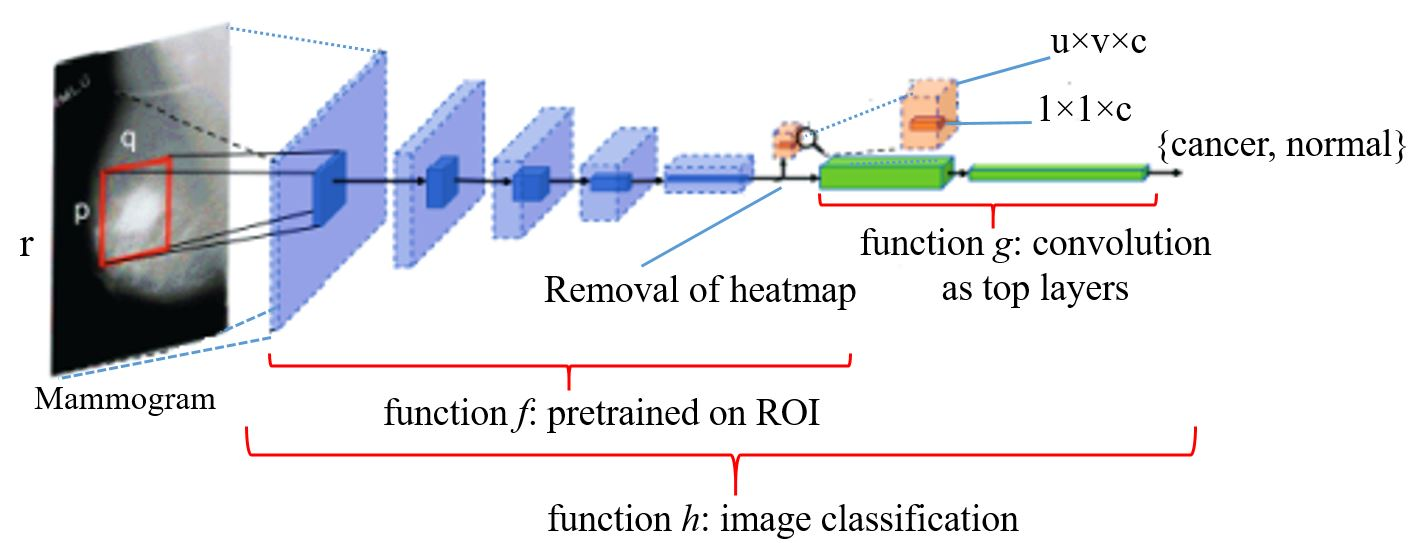 u×v×c
1×1×c
{cancer, normal}
q
p
r
function g: convolution
as top layers
Removal of heatmap
Mammogram
function f: pretrained on ROI
function h: image classification